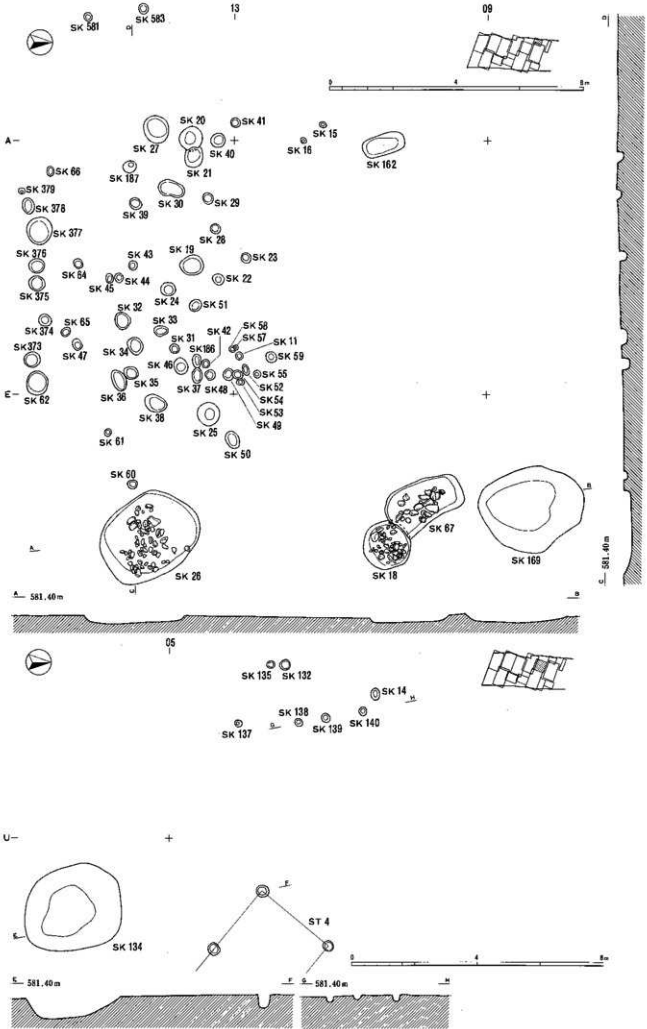 13
09
SK 581
SK 583
D
D
0 4 8m
A
SK 27
SK 20
SK 41
SK 40
SK 21
SK 16
SK 15
SK 162
SK 66
SK 187
SK 379
SK 378
SK 377
SK 39
SK 30
SK 29
SK 28
SK 376
SK 375
SK 64
SK 43
SK 45
SK 44
SK 19
SK 23
SK 22
SK 24
SK 51
SK 374
SK 65
SK 32
SK 33
SK 42
SK 58
SK 57
SK 11
SK 373
SK 47
SK 34
SK 31
SK 186
SK 46
SK 59
SK 55
E
SK 62
SK 36
SK 35
SK 37
SK 48
SK 52
SK 54
SK 53
SK 49
SK 38
SK 25
SK 50
SK 61
SK 60
SK 67
SK 18
SK 169
B
A
SK 26
C
C 581.40m
A 581.40m
B
05
SK 135
SK 132
SK 14
H
SK 138
G
SK 137
SK 139
SK 140
U
F
ST 4
E
SK 134
0 4 8m
E 581.40m
F
G 581.40m
H